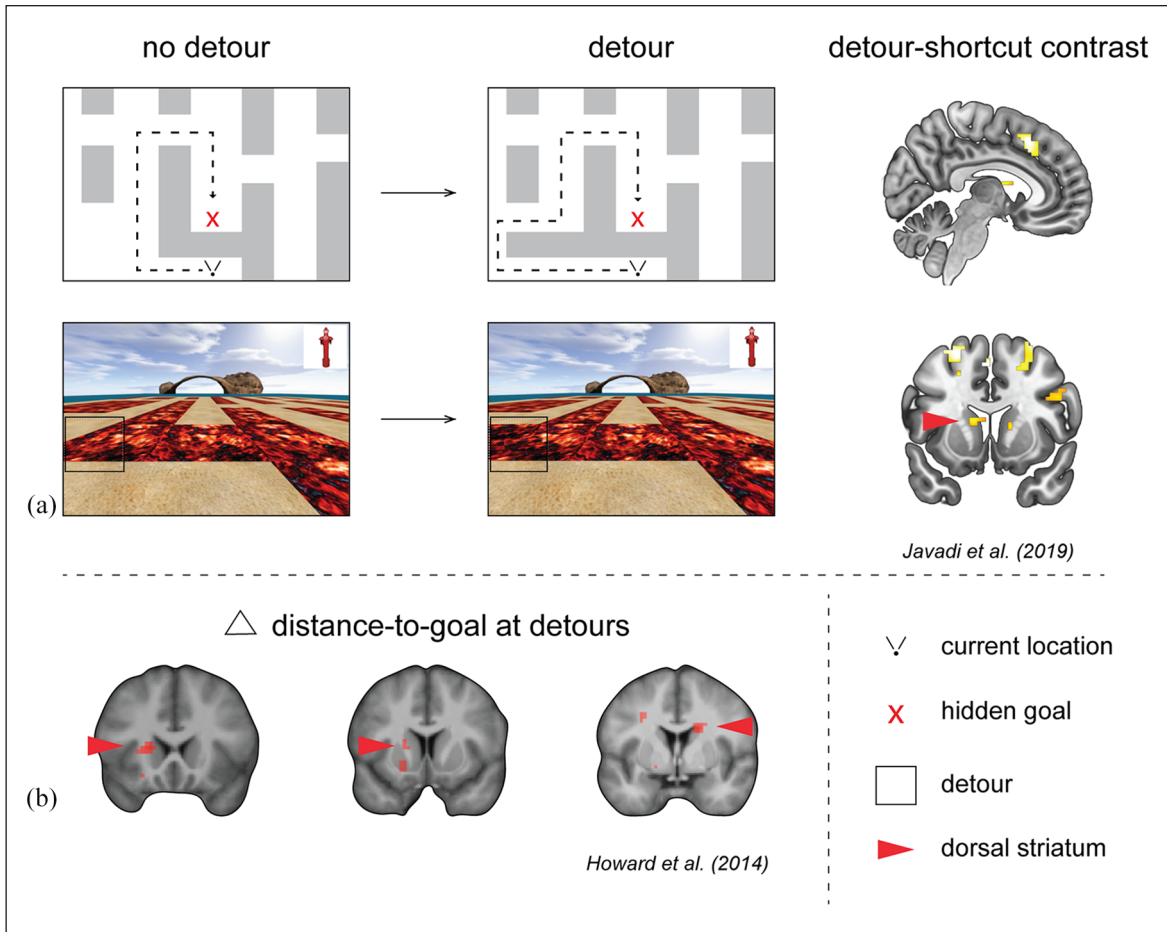 no detour
detour
detour-shortcut contrast
X
X
(a)
Javadi et al. (2019)
△ distance-to-goal at detours
(b)
Howard et al. (2014)
current location
X hidden goal
detour
dorsal striatum